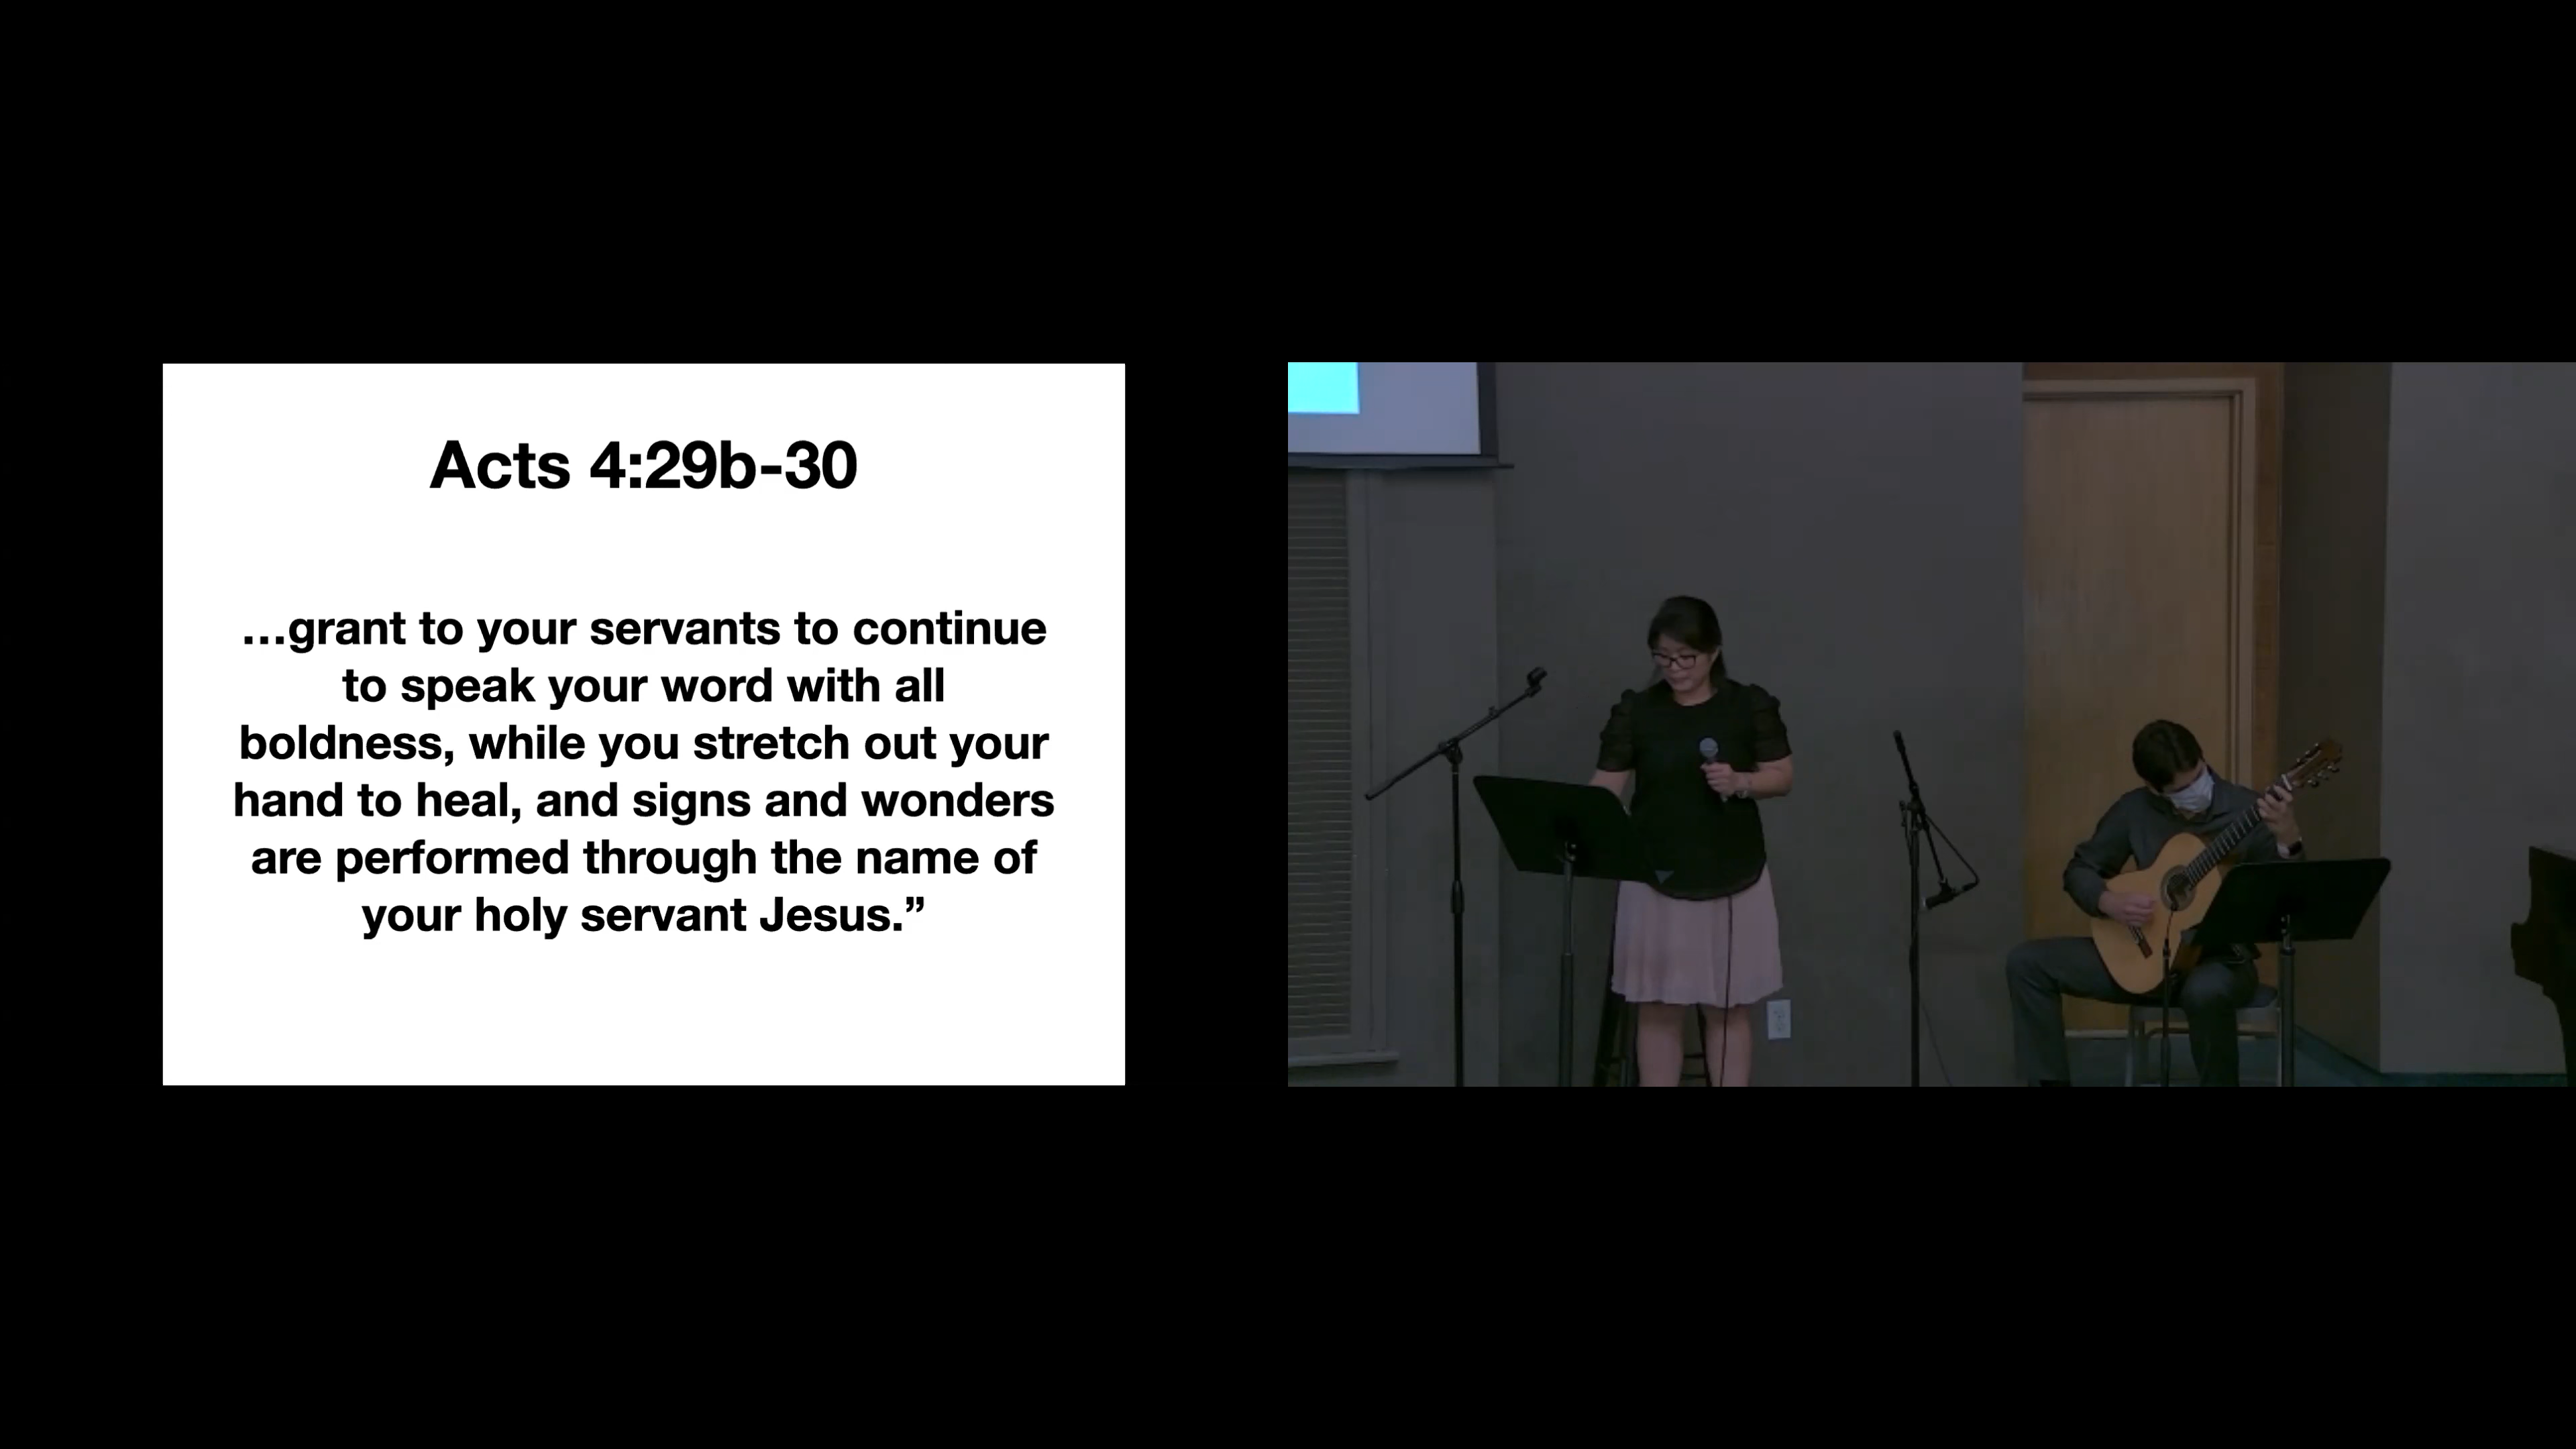 Acts 4:29b-30
…grant to your servants to continue
to speak your word with all
boldness, while you stretch out your
hand to heal, and signs and wonders
are performed through the name of
your holy servant Jesus.”